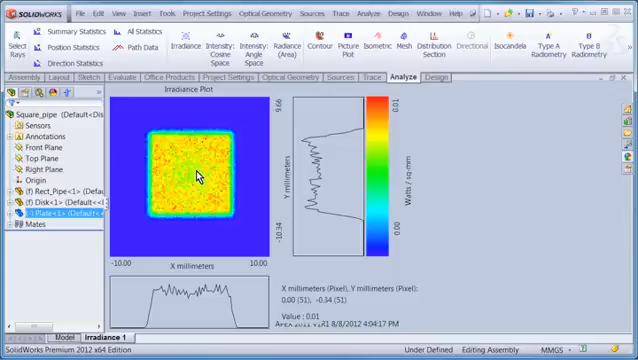 SOLIDWORKS File Edit View Insert Tools Project Settings Optical Geometry Sources Trace Analyze Design Window Help
Select Rays
Summary Statistics All Statistics
Position Statistics Path Data
Direction Statistics
Irradiance
Intensity: Cosine Space
Intensity: Angle Space
Radiance (Area)
Contour
Picture Plot
Isometric
Mesh
Distribution Section
Directional
Isocandela
Type A Radiometry
Type B Radiometry
Assembly Layout Sketch Evaluate Office Products Project Settings Optical Geometry Sources Trace Analyze Design
Square_pipe (Default<Dis
Sensors
Annotations
Front Plane
Top Plane
Right Plane
Origin
(f) Rect_Pipe<1> (Defau
(f) Disk<1> (Default<<D
(-) Plate<1> (Default<<
Mates
Irradiance Plot
9.66
Y millimeters
-10.34
0.01
Watts / sq-mm
0.00
-10.00 10.00
X millimeters
X millimeters (Pixel), Y millimeters (Pixel):
0.00 (51) -0.34 (51)
Value : 0.01
APEX 2011 V1R1 8/8/2012 4:04:17 PM
Model Irradiance 1
SolidWorks Premium 2012 x64 Edition Under Defined Editing Assembly MMGS